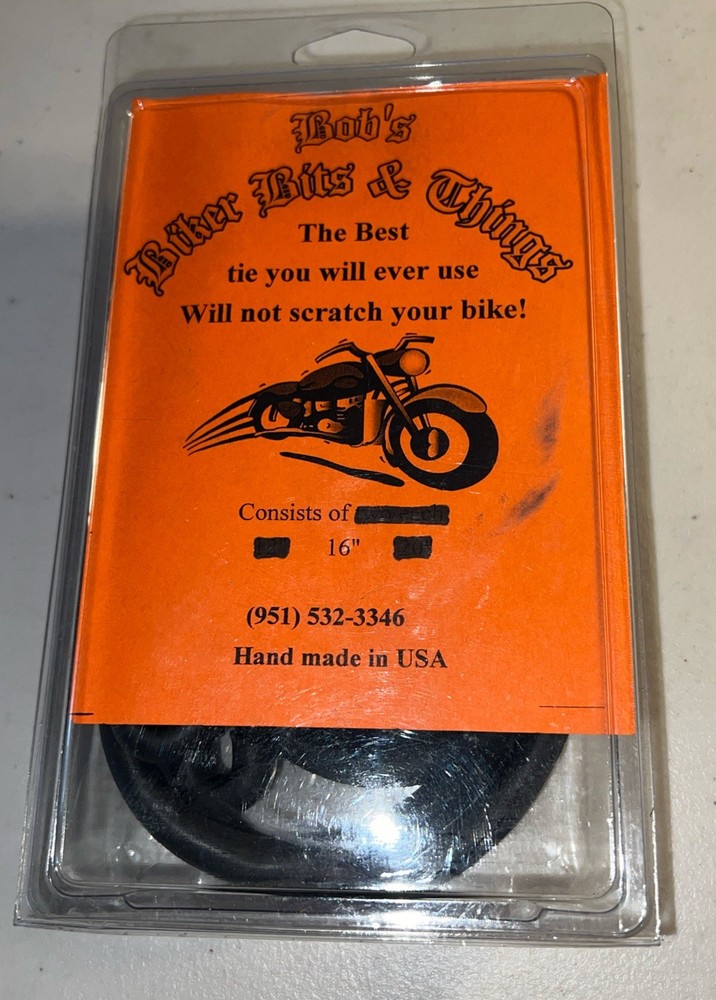 Bob's
Biker Bits & Things
The Best
tie you will ever use
Will not scratch your bike!
Consists of
16"
(951) 532-3346
Hand made in USA